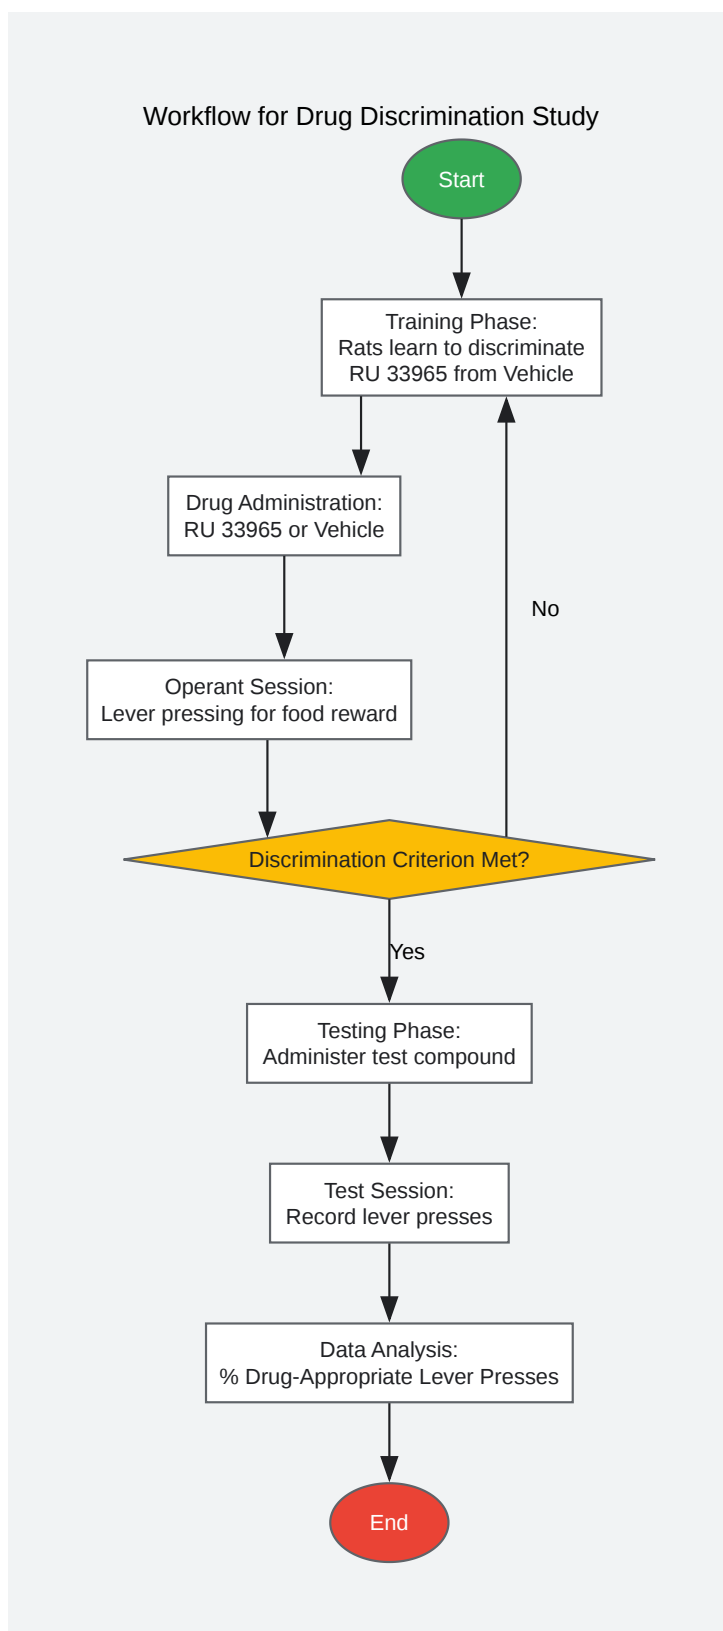 Workflow for Drug Discrimination Study
Start
Training Phase:
Rats learn to discriminate
RU 33965 from Vehicle
Drug Administration:
RU 33965 or Vehicle
No
Operant Session:
Lever pressing for food reward
Discrimination Criterion Met?
Yes
Testing Phase:
Administer test compound
Test Session:
Record lever presses
Data Analysis:
% Drug-Appropriate Lever Presses
End